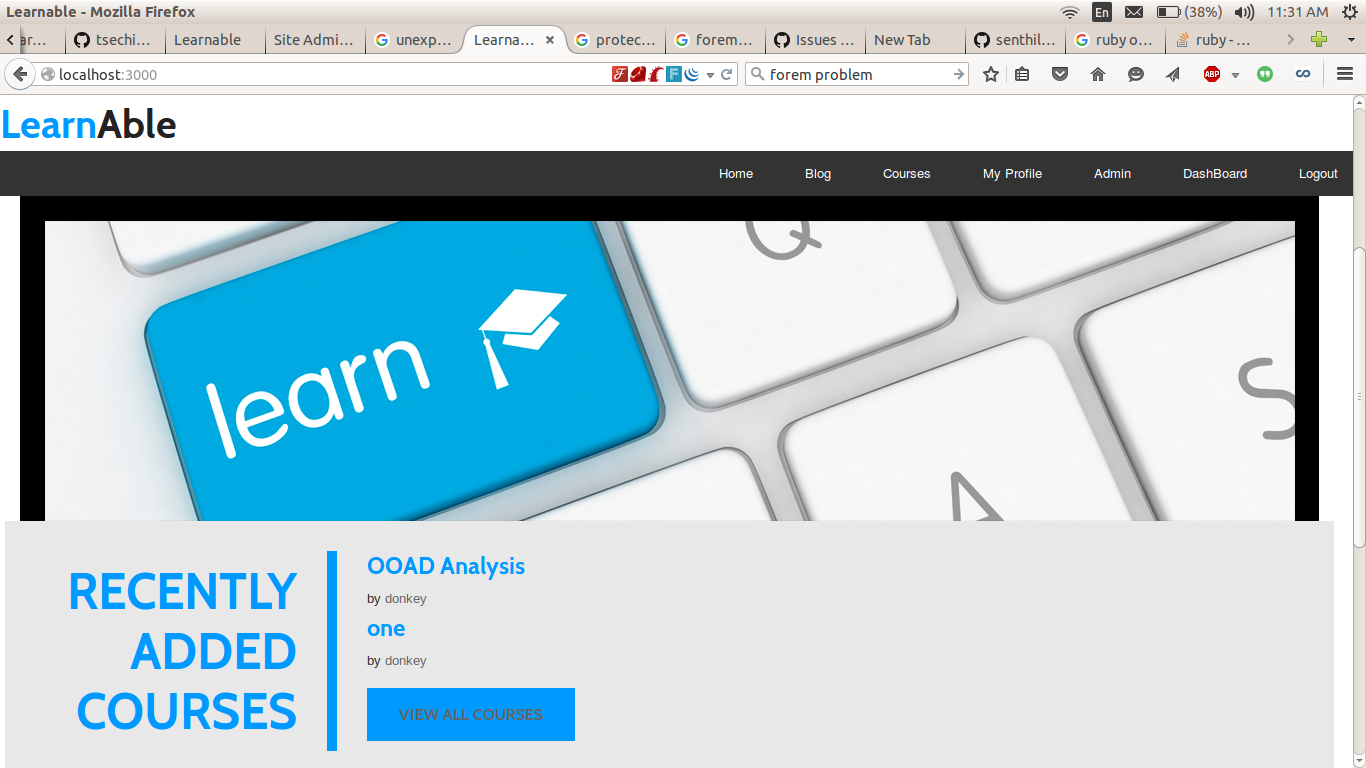 Learnable - Mozilla Firefox
En
(38%)
11:31 AM
ar…
tsechi…
Learnable
Site Admi…
unexp…
Learna…
protec…
forem…
Issues …
New Tab
senthil…
ruby o…
ruby - …
localhost:3000
forem problem
ABP
LearnAble
Home
Blog
Courses
My Profile
Admin
DashBoard
Logout
learn
Q
S
A
RECENTLY
ADDED
COURSES
OOAD Analysis
by donkey
one
by donkey
VIEW ALL COURSES